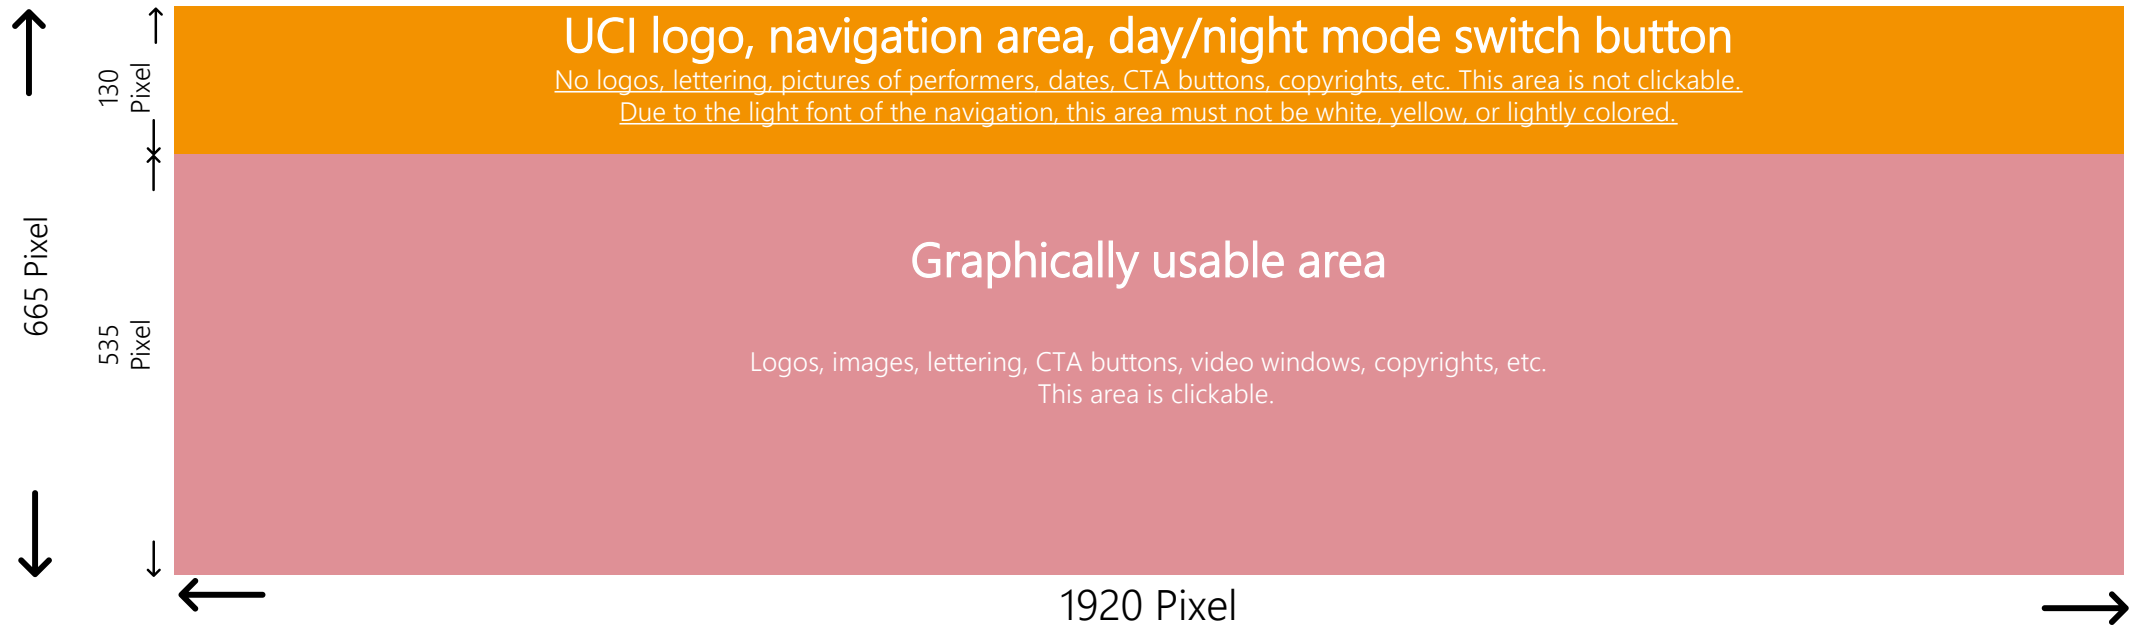 UCI logo, navigation area, day/night mode switch button
No logos, lettering, pictures of performers, dates, CTA buttons, copyrights, etc. This area is not clickable.
Due to the light font of the navigation, this area must not be white, yellow, or lightly colored.
130
Pixel
665 Pixel
Graphically usable area
535
Pixel
Logos, images, lettering, CTA buttons, video windows, copyrights, etc.
This area is clickable.
1920 Pixel